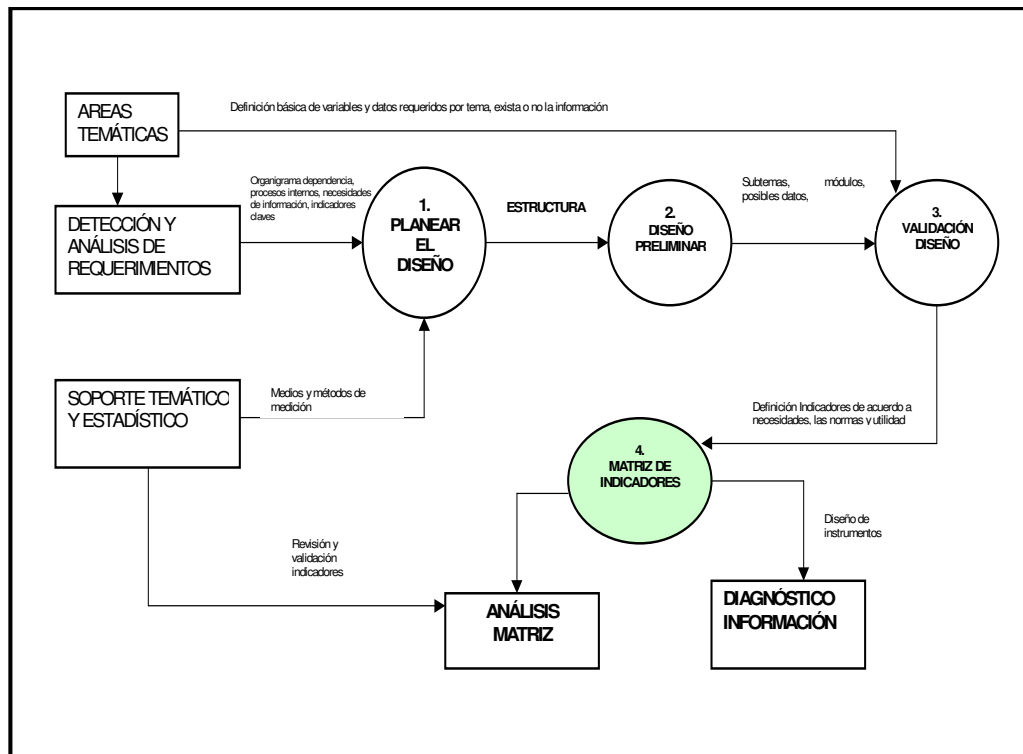 AREAS
TEMÁTICAS
Definición básica de variables y datos requeridos por tema, exista o no la información
Organigrama dependencia,
procesos internos, necesidades
de información, indicadores
claves
DETECCIÓN Y
ANÁLISIS DE
REQUERIMIENTOS
1.
PLANEAR
EL
DISEÑO
ESTRUCTURA
2.
DISEÑO
PRELIMINAR
Subtemas, módulos,
posibles datos,
3.
VALIDACIÓN
DISEÑO
SOPORTE TEMÁTICO
Y ESTADÍSTICO
Medios y métodos de
medición
Definición Indicadores de acuerdo a
necesidades, las normas y utilidad
4.
MATRIZ DE
INDICADORES
Revisión y
validación
indicadores
Diseño de
instrumentos
ANÁLISIS
MATRIZ
DIAGNÓSTICO
INFORMACIÓN